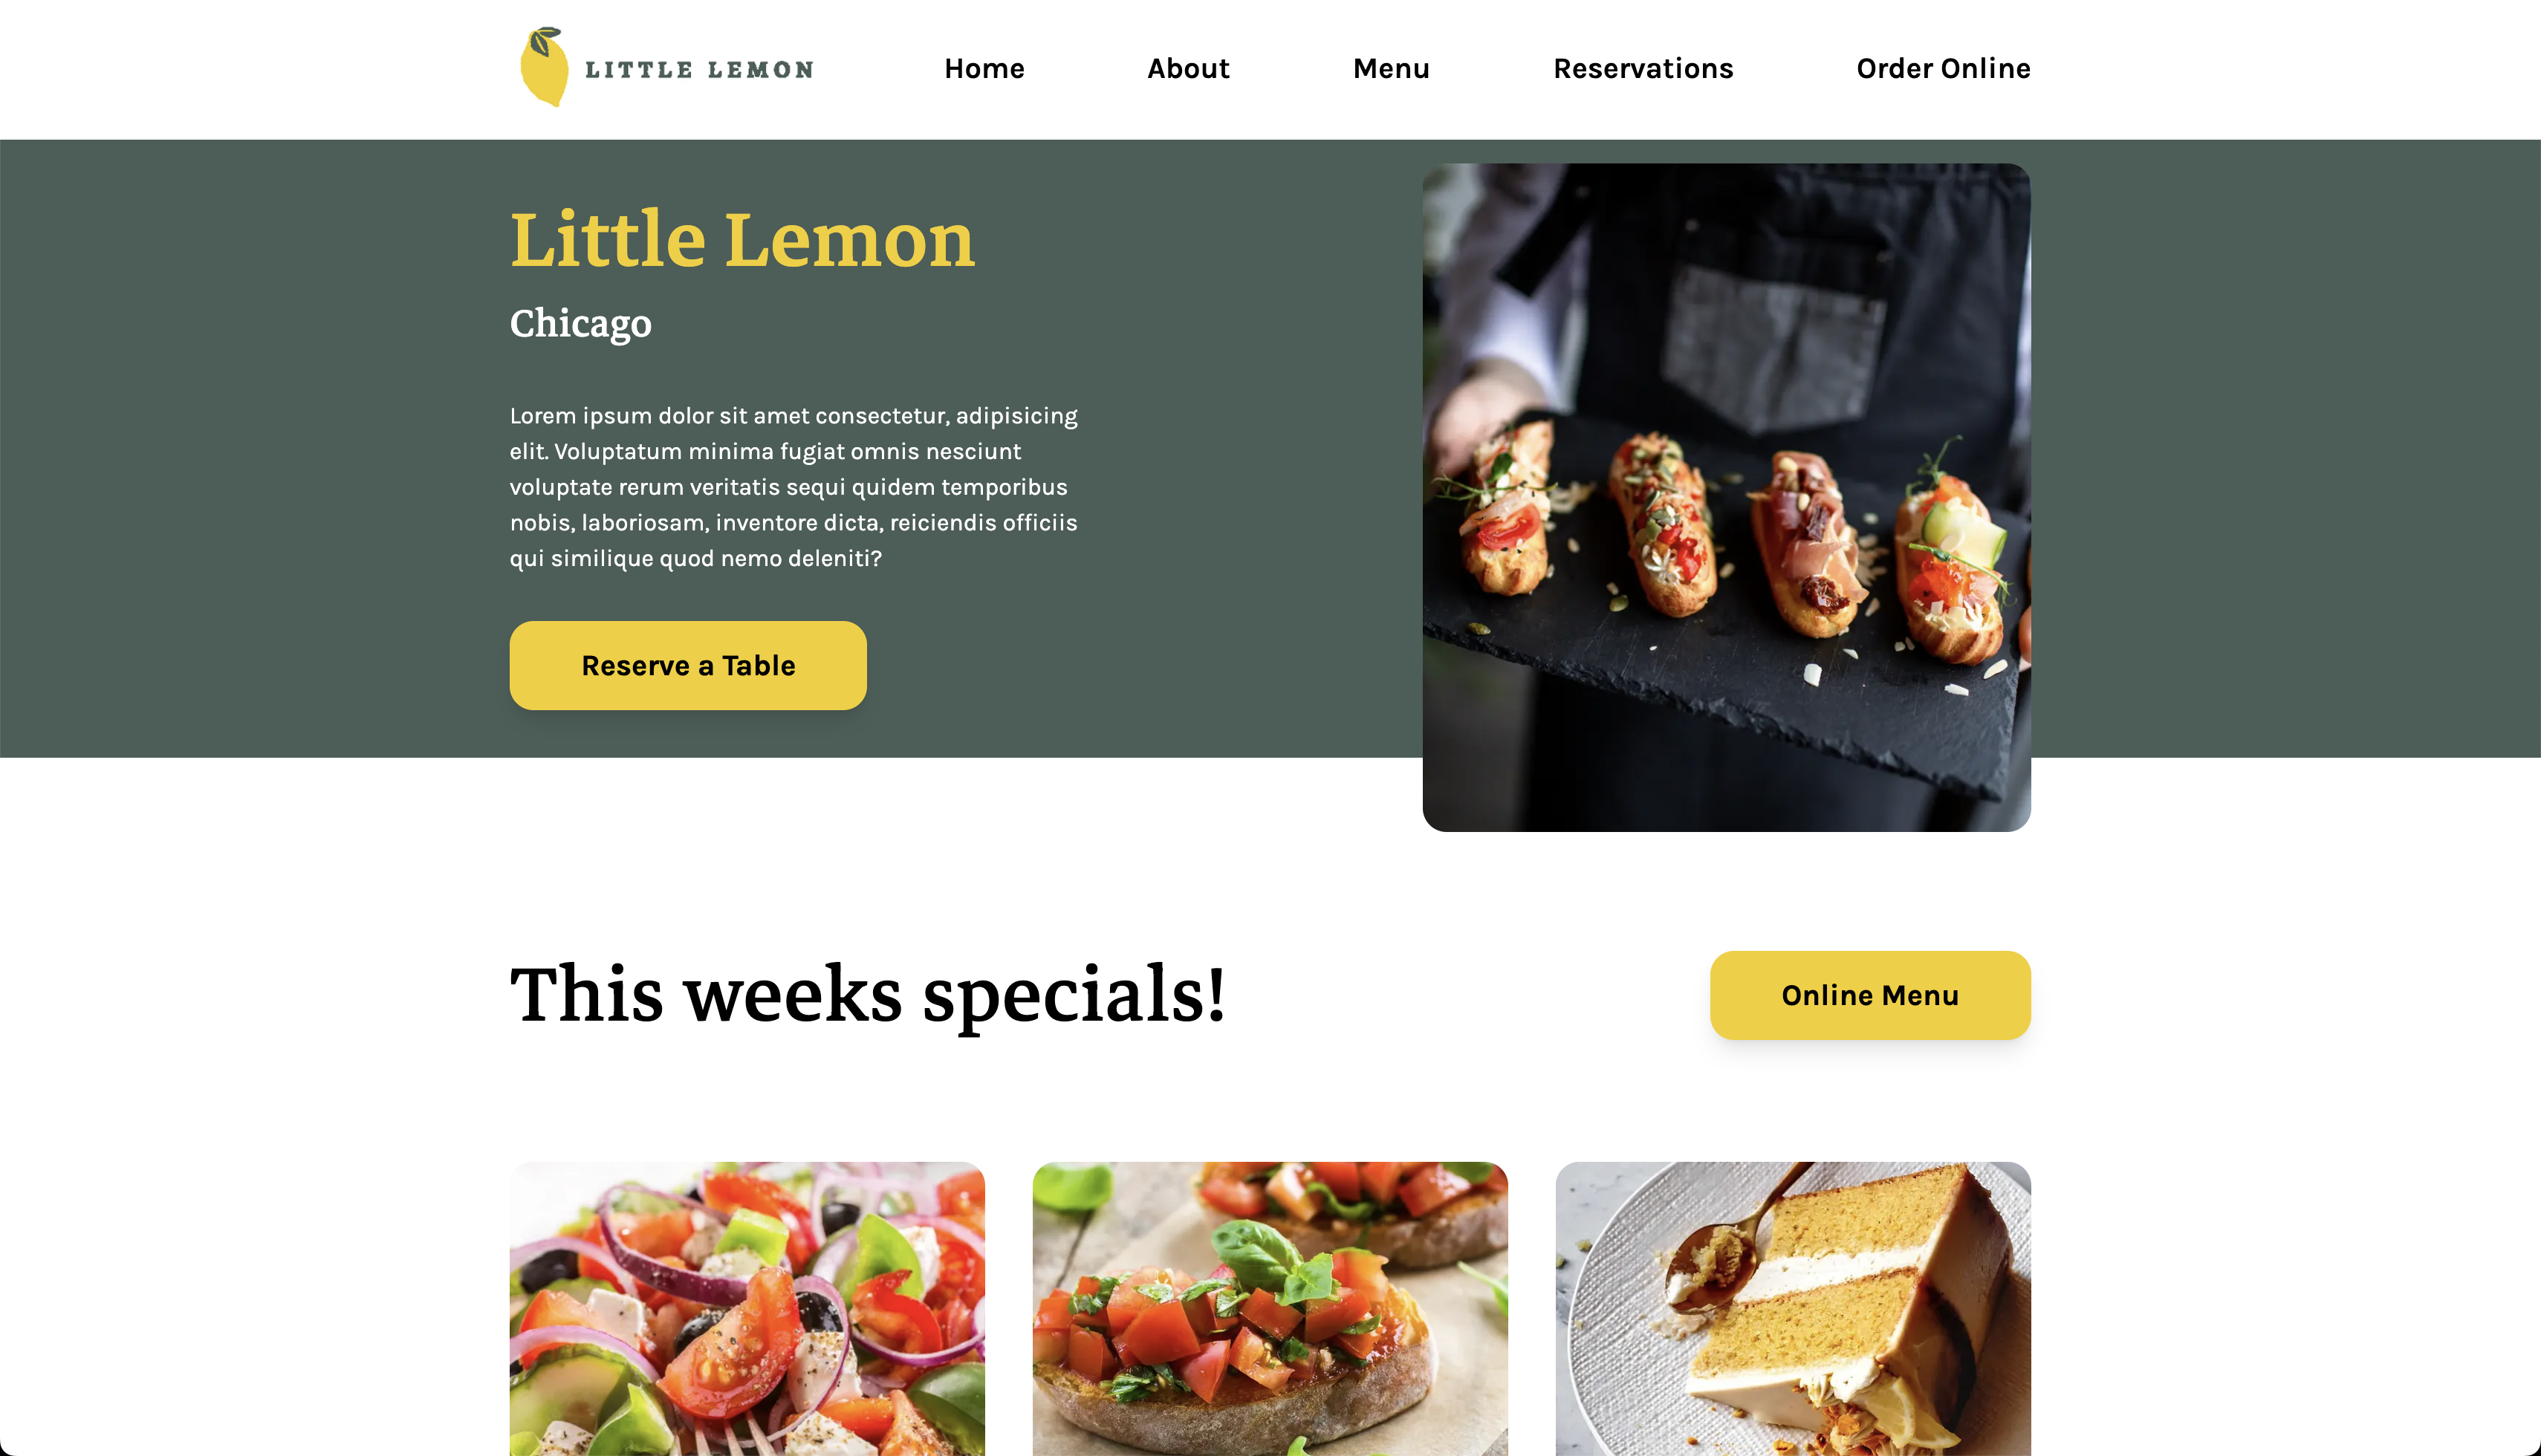 LITTLE LEMON
Home
About
Menu
Reservations
Order Online
Little Lemon
Chicago
Lorem ipsum dolor sit amet consectetur, adipisicing
elit. Voluptatum minima fugiat omnis nesciunt
voluptate rerum veritatis sequi quidem temporibus
nobis, laboriosam, inventore dicta, reiciendis officiis
qui similique quod nemo deleniti?
Reserve a Table
This weeks specials!
Online Menu